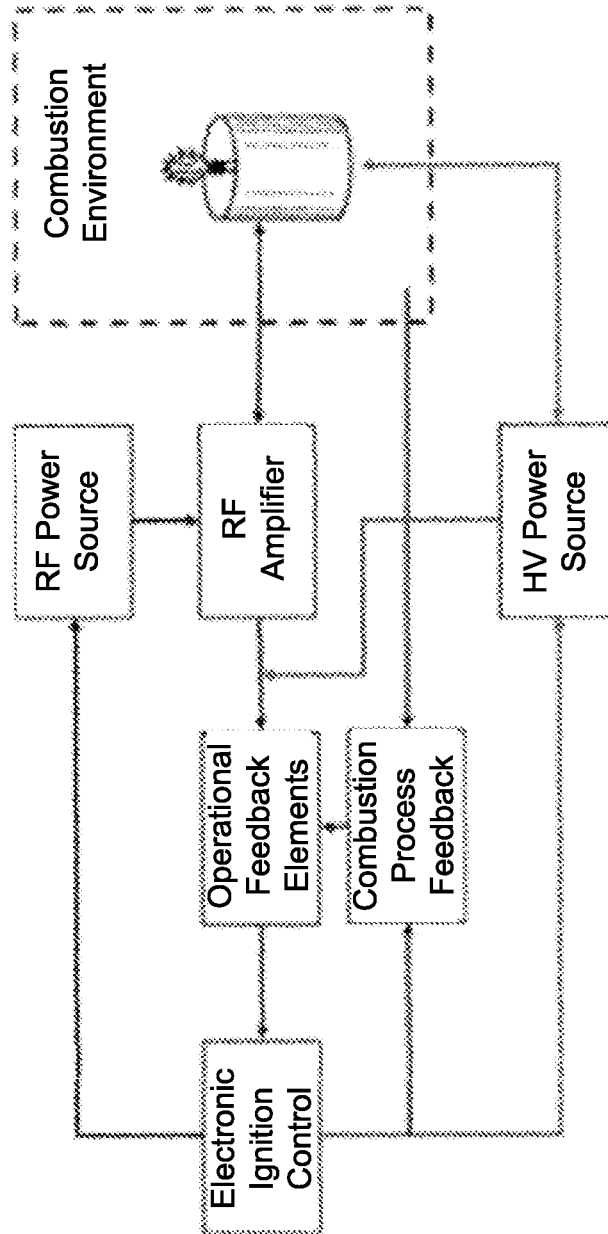 Combustion
Environment
RF Power
Source
RF
Amplifier
HV Power
Source
Operational
Feedback
Elements
Combustion
Process
Feedback
Electronic
Ignition
Control